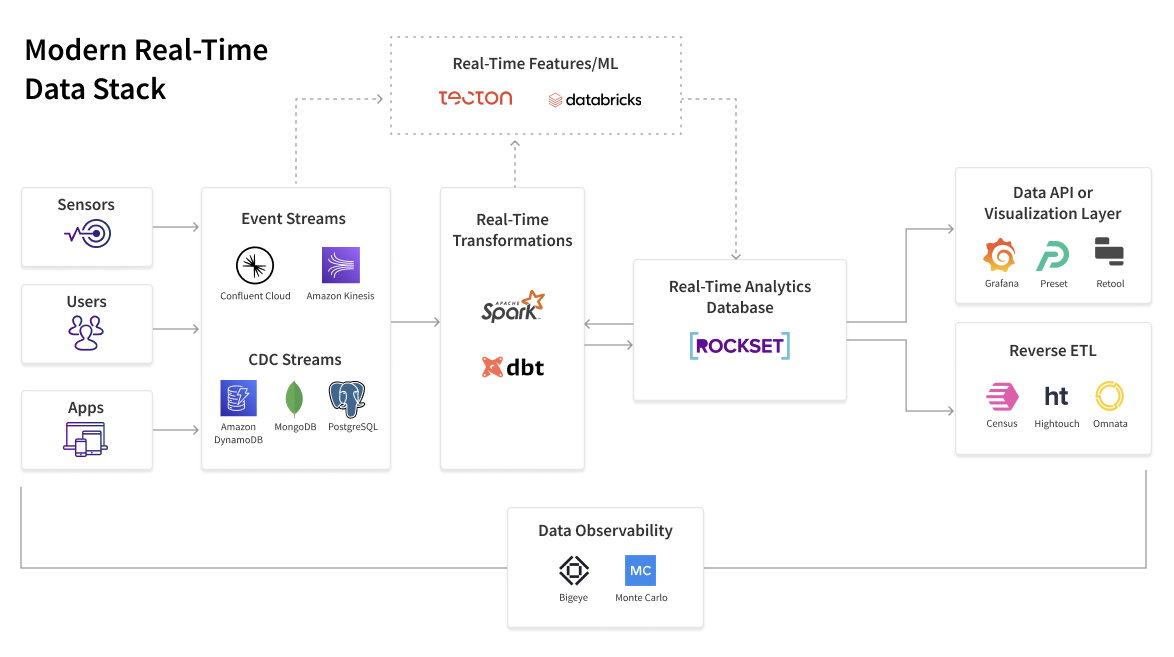 Modern Real-Time
Data Stack
Real-Time Features/ML
TECTON
databricks
Sensors
Users
Apps
Event Streams
Confluent Cloud
Amazon Kinesis
CDC Streams
Amazon
DynamoDB
MongoDB
PostgreSQL
Real-Time
Transformations
APACHE
Spark
dbt
Real-Time Analytics
Database
[ROCKSET]
Data API or
Visualization Layer
Grafana
Preset
Retool
Reverse ETL
ht
Census
Hightouch
Omnata
Data Observability
MC
Bigeye
Monte Carlo